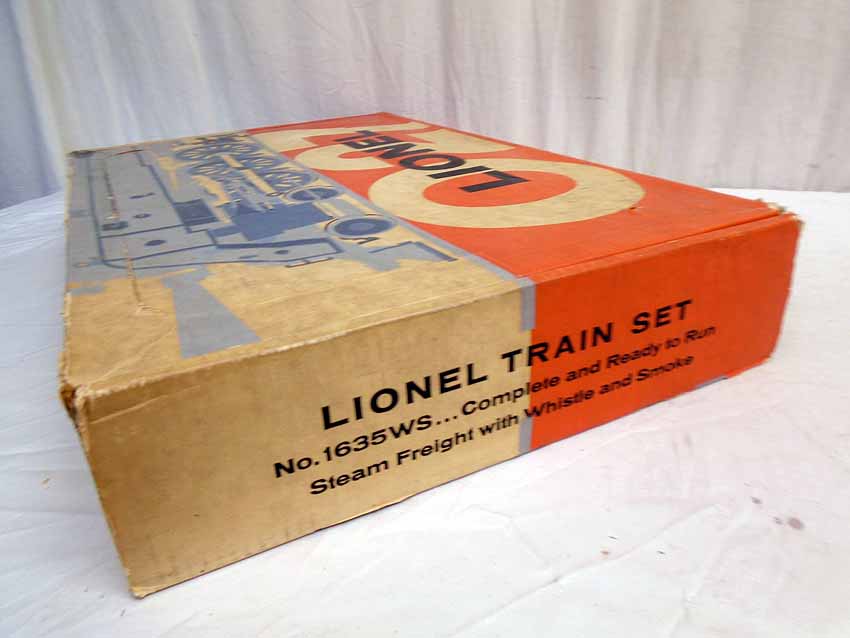 LIONEL
LIONEL TRAIN SET
No. 1635WS... Complete and Ready to Run
Steam Freight with Whistle and Smoke